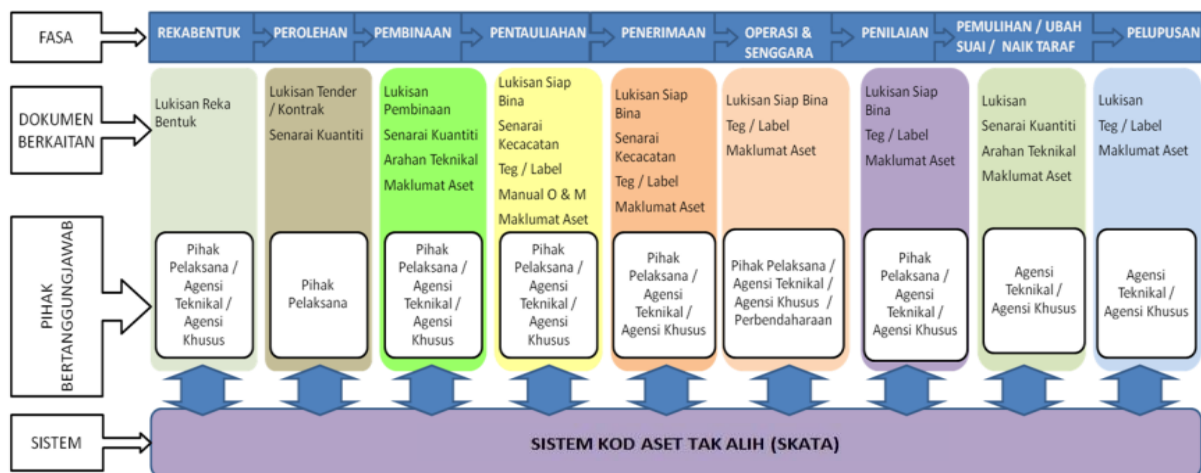 FASA
REKABENTUK
PEROLEHAN
PEMBINAAN
PENTAULIAHAN
PENERIMAAN
OPERASI &
SENGGARA
PENILAIAN
PEMULIHAN / UBAH
SUAI / NAIK TARAF
PELUPUSAN
DOKUMEN
BERKAITAN
Lukisan Reka
Bentuk
Lukisan Tender
/ Kontrak
Senarai Kuantiti
Lukisan
Pembinaan
Senarai Kuantiti
Arahan Teknikal
Maklumat Aset
Lukisan Siap
Bina
Senarai
Kecacatan
Teg / Label
Manual O & M
Maklumat Aset
Lukisan Siap
Bina
Senarai
Kecacatan
Teg / Label
Maklumat Aset
Lukisan Siap Bina
Teg / Label
Maklumat Aset
Lukisan Siap
Bina
Teg / Label
Maklumat Aset
Lukisan
Senarai Kuantiti
Arahan Teknikal
Maklumat Aset
Lukisan
Teg / Label
Maklumat Aset
PIHAK
BERTANGGUNGJAWAB
Pihak
Pelaksana /
Agensi
Teknikal /
Agensi
Khusus
Pihak
Pelaksana
Pihak
Pelaksana /
Agensi
Teknikal /
Agensi
Khusus
Pihak
Pelaksana /
Agensi
Teknikal /
Agensi
Khusus
Pihak
Pelaksana /
Agensi
Teknikal /
Agensi Khusus
Pihak Pelaksana /
Agensi Teknikal /
Agensi Khusus /
Perbendaharaan
Pihak
Pelaksana /
Agensi
Teknikal /
Agensi Khusus
Agensi
Teknikal /
Agensi Khusus
Agensi
Teknikal /
Agensi Khusus
SISTEM
SISTEM KOD ASET TAK ALIH (SKATA)